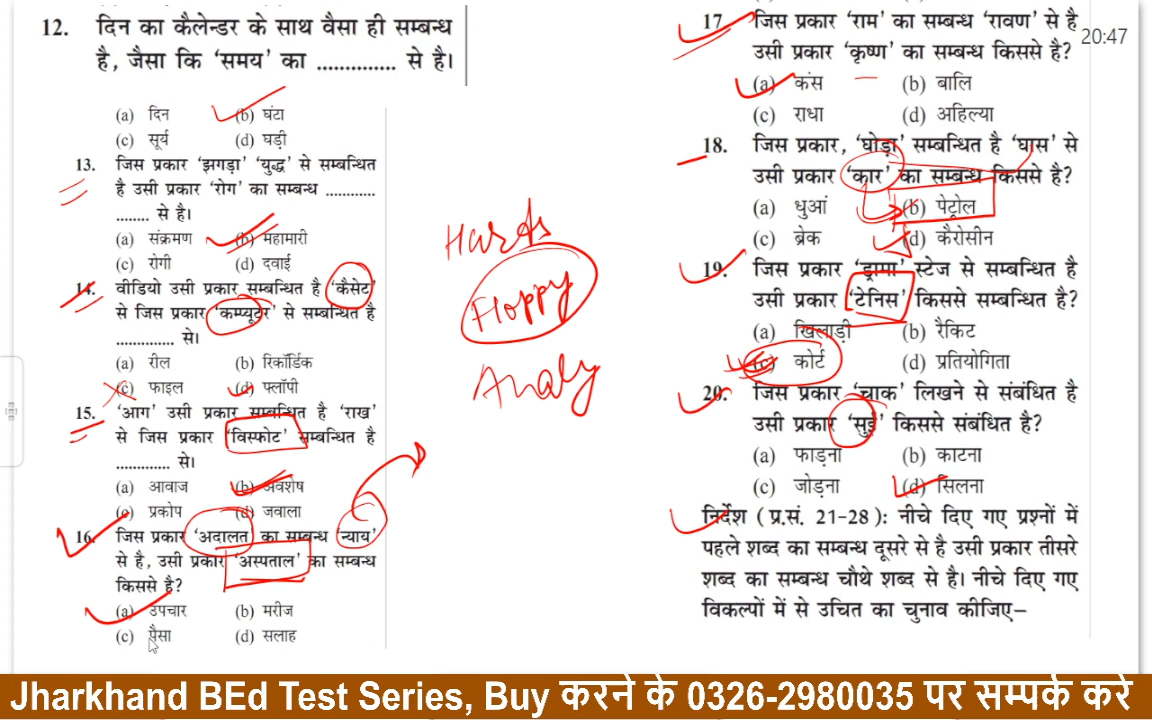 12. दिन का कैलेन्डर के साथ वैसा ही सम्बन्ध
है, जैसा कि ‘समय’ का .............. से है।
(a) दिन (b) घंटा
(c) सूर्य (d) घड़ी
13. जिस प्रकार ‘झगड़ा’ ‘युद्ध’ से सम्बन्धित
है उसी प्रकार ‘रोग’ का सम्बन्ध ............
........ से है।
(a) संक्रमण (b) महामारी
(c) रोगी (d) दवाई
14. वीडियो उसी प्रकार सम्बन्धित है ‘कैसेट’
से जिस प्रकार ‘कम्प्यूटर’ से सम्बन्धित है
.............. से।
(a) रील (b) रिकॉर्डिक
(c) फाइल (d) फ्लॉपी
15. ‘आग’ उसी प्रकार सम्बन्धित है ‘राख’
से जिस प्रकार ‘विस्फोट’ सम्बन्धित है
............. से।
(a) आवाज (b) अवशेष
(c) प्रकोप (d) जवाला
16. जिस प्रकार ‘अदालत’ का सम्बन्ध ‘न्याय’
से है, उसी प्रकार ‘अस्पताल’ का सम्बन्ध
किससे है?
(a) उपचार (b) मरीज
(c) पैसा (d) सलाह
Hards
Floppy
Analy
17. जिस प्रकार ‘राम’ का सम्बन्ध ‘रावण’ से है
उसी प्रकार ‘कृष्ण’ का सम्बन्ध किससे है?
20:47
(a) कंस (b) बालि
(c) राधा (d) अहिल्या
18. जिस प्रकार, ‘घोड़ा’ सम्बन्धित है ‘घास’ से
उसी प्रकार ‘कार’ का सम्बन्ध किससे है?
(a) धुआं (b) पेट्रोल
(c) ब्रेक (d) कैरोसीन
19. जिस प्रकार ‘ड्रामा’ स्टेज से सम्बन्धित है
उसी प्रकार ‘टेनिस’ किससे सम्बन्धित है?
(a) खिलाड़ी (b) रैकिट
(c) कोर्ट (d) प्रतियोगिता
20. जिस प्रकार ‘चाक’ लिखने से संबंधित है
उसी प्रकार ‘सुई’ किससे संबंधित है?
(a) फाड़ना (b) काटना
(c) जोड़ना (d) सिलना
निर्देश (प्र.सं. 21-28): नीचे दिए गए प्रश्नों में
पहले शब्द का सम्बन्ध दूसरे से है उसी प्रकार तीसरे
शब्द का सम्बन्ध चौथे शब्द से है। नीचे दिए गए
विकल्पों में से उचित का चुनाव कीजिए–
Jharkhand BEd Test Series, Buy करने के 0326-2980035 पर सम्पर्क करे